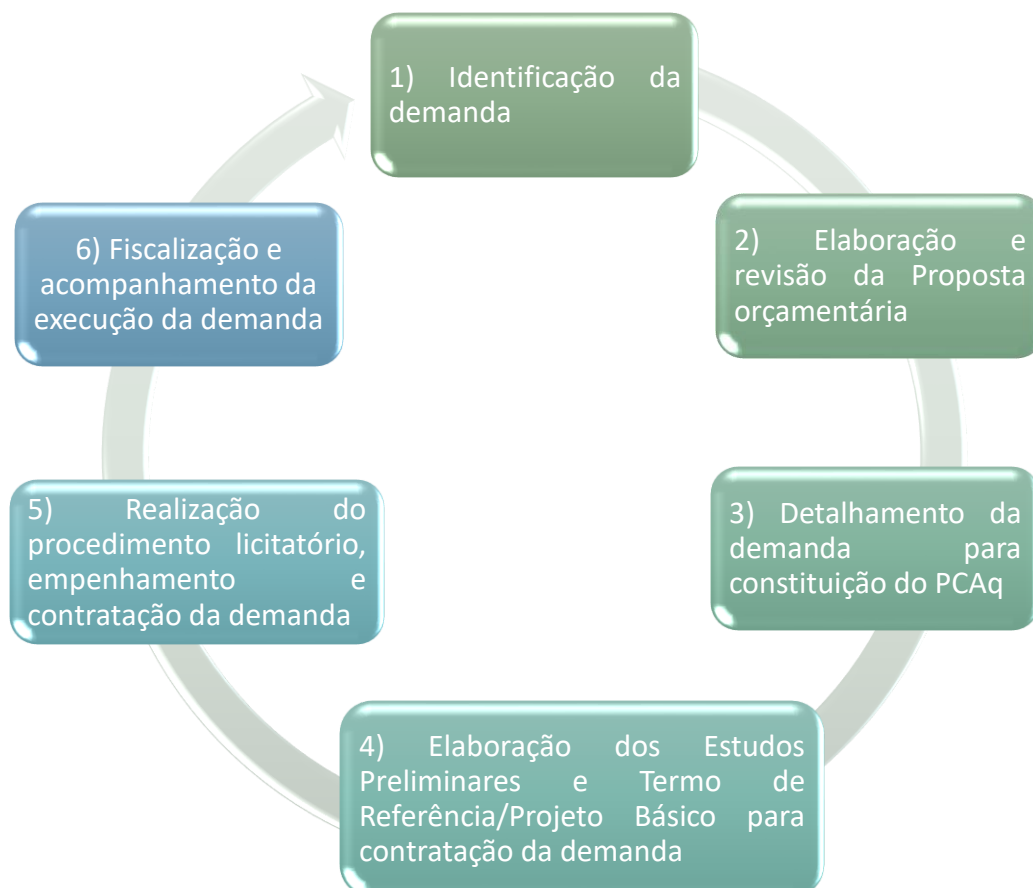 1) Identificação da
demanda
2) Elaboração e
revisão da Proposta
orçamentária
3) Detalhamento da
demanda para
constituição do PCAq
4) Elaboração dos Estudos
Preliminares e Termo de
Referência/Projeto Básico para
contratação da demanda
5) Realização do
procedimento licitatório,
empenhamento e
contratação da demanda
6) Fiscalização e
acompanhamento da
execução da demanda